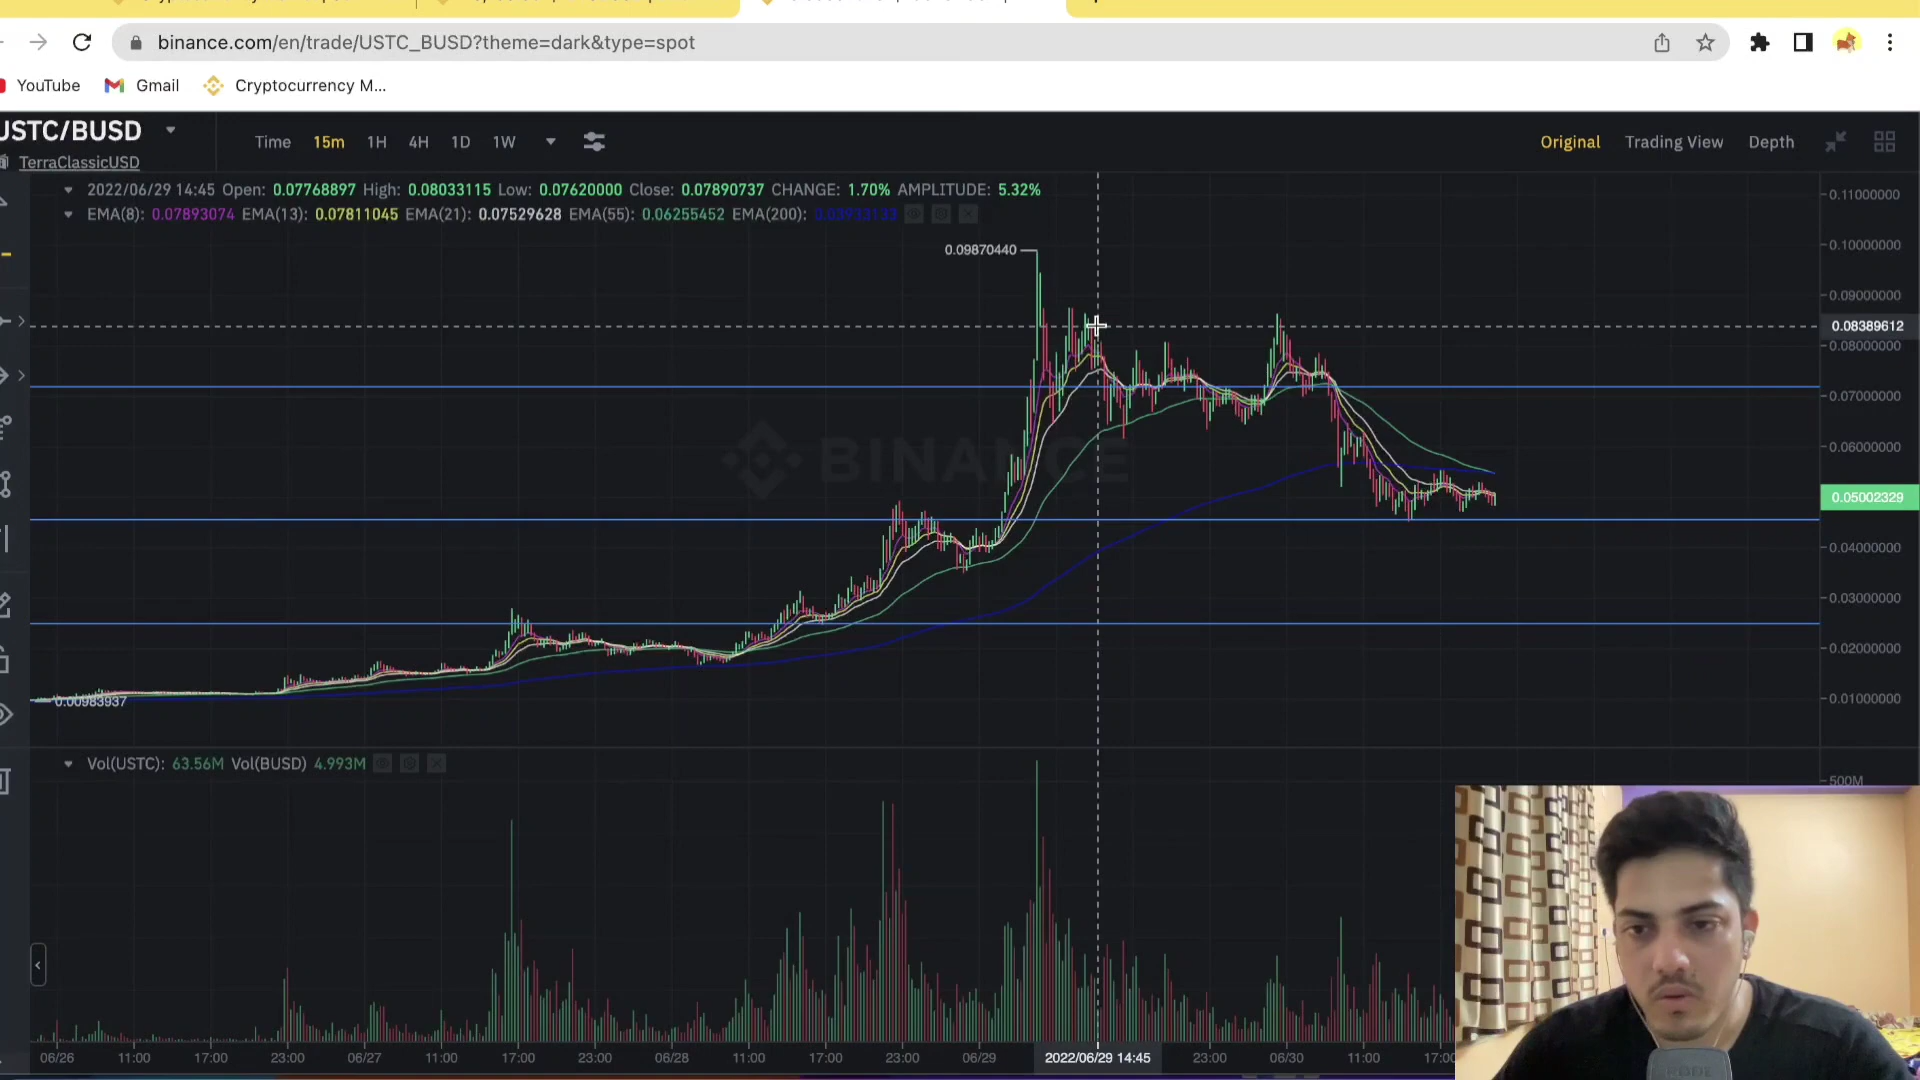 binance.com/en/trade/USTC_BUSD?theme=dark&type=spot
YouTube Gmail Cryptocurrency M...
USTC/BUSD Time 15m 1H 4H 1D 1W Original Trading View Depth
TerraClassicUSD
2022/06/29 14:45 Open: 0.07768897 High: 0.08033115 Low: 0.07620000 Close: 0.07890737 CHANGE: 1.70% AMPLITUDE: 5.32%
EMA(8): 0.07893074 EMA(13): 0.07811045 EMA(21): 0.07529628 EMA(55): 0.06255452 EMA(200):
0.11000000
0.09870440
0.10000000
0.09000000
0.08389612
0.08000000
0.07000000
BINANCE
0.06000000
0.05002329
0.04000000
0.03000000
0.02000000
0.01000000
0.00983937
Vol(USTC): 63.56M Vol(BUSD) 4.993M
500M
06/26 11:00 17:00 23:00 06/27 11:00 17:00 23:00 06/28 11:00 17:00 23:00 06/29 2022/06/29 14:45 23:00 06/30 11:00 17:00
RODE